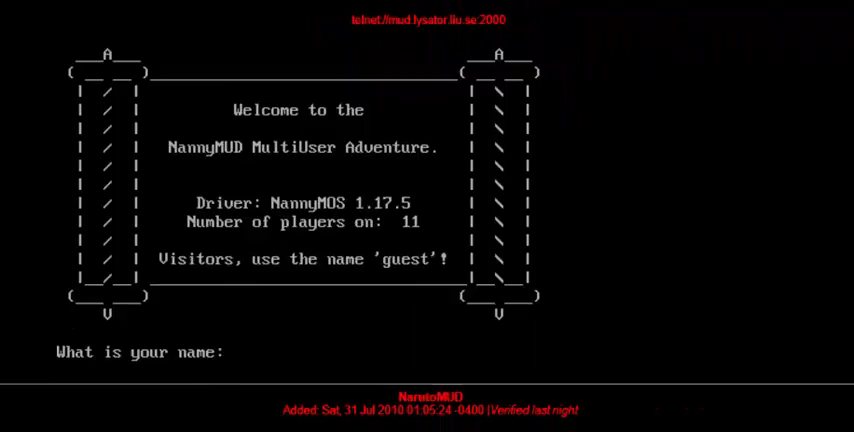 telnet://mud.lysator.liu.se:2000
Welcome to the
NannyMUD MultiUser Adventure.
Driver: NannyMOS 1.17.5
Number of players on: 11
Visitors, use the name 'guest'!
What is your name:
NarutoMUD
Added: Sat, 31 Jul 2010 01:05:24 -0400 |Verified last night